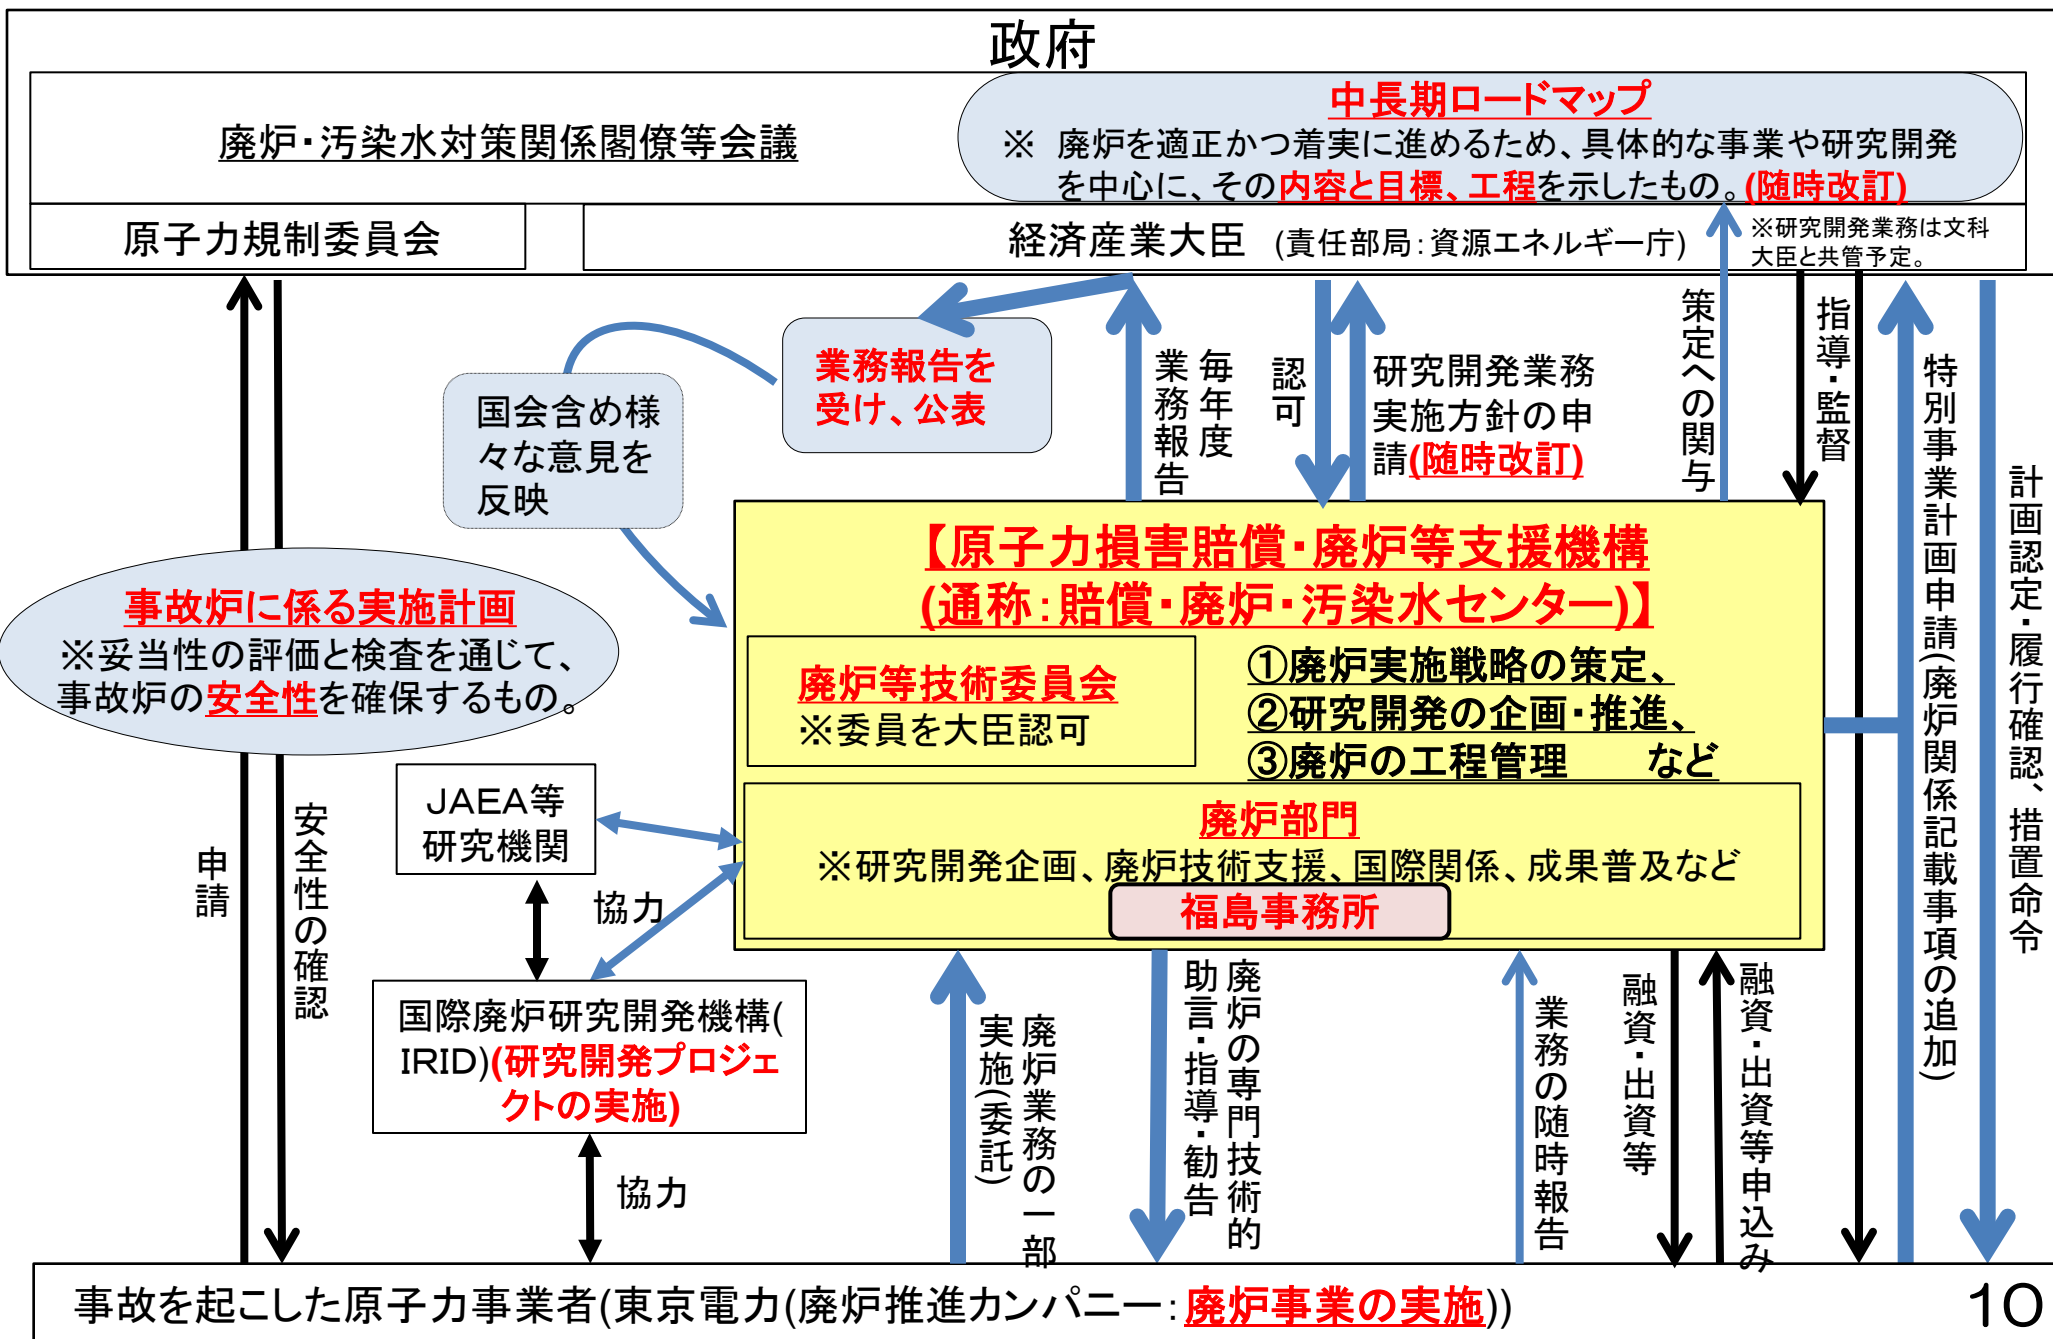 政府
廃炉・汚染水対策関係閣僚等会議
中長期ロードマップ
※ 廃炉を適正かつ着実に進めるため、具体的な事業や研究開発
を中心に、その内容と目標、工程を示したもの。(随時改訂)
原子力規制委員会
経済産業大臣 (責任部局：資源エネルギー庁)
※研究開発業務は文科
大臣と共管予定。
業務報告を
受け、公表
国会含め様
々な意見を
反映
毎年度
業務報告
認可
研究開発業務
実施方針の申
請(随時改訂)
策定への関与
指導・監督
特別事業計画申請(廃炉関係記載事項の追加)
計画認定・履行確認、措置命令
【原子力損害賠償・廃炉等支援機構
(通称：賠償・廃炉・汚染水センター)】
廃炉等技術委員会
※委員を大臣認可
①廃炉実施戦略の策定、
②研究開発の企画・推進、
③廃炉の工程管理 など
廃炉部門
※研究開発企画、廃炉技術支援、国際関係、成果普及など
福島事務所
事故炉に係る実施計画
※妥当性の評価と検査を通じて、
事故炉の安全性を確保するもの。
申請
安全性の確認
JAEA等
研究機関
協力
国際廃炉研究開発機構(
IRID)(研究開発プロジェ
クトの実施)
協力
廃炉業務の一部
実施(委託)
廃炉の専門技術的
助言・指導・勧告
業務の随時報告
融資・出資等
融資・出資等申込み
事故を起こした原子力事業者(東京電力(廃炉推進カンパニー：廃炉事業の実施))
10